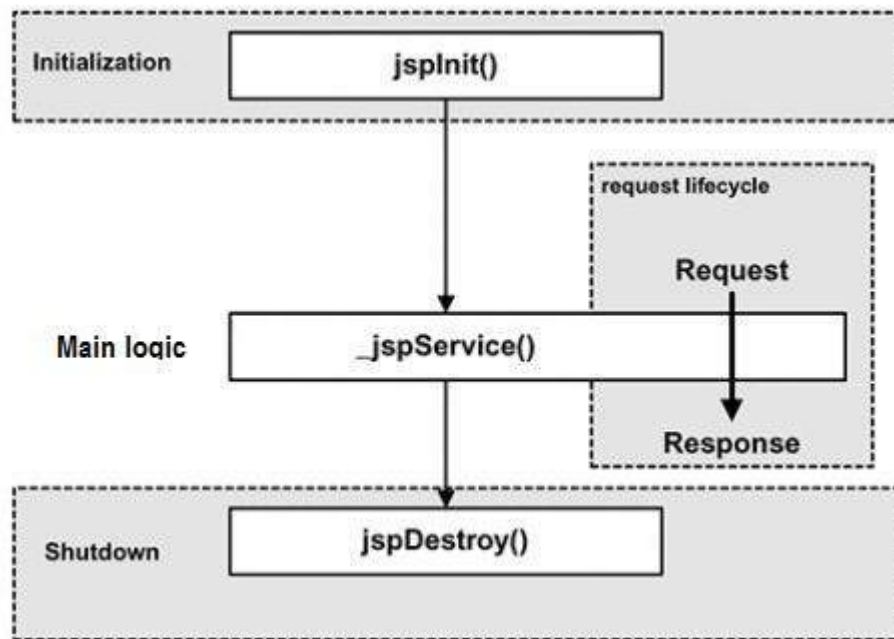 Initialization
jspInit()
request lifecycle
Request
Main logic
_jspService()
Response
jspDestroy()
Shutdown